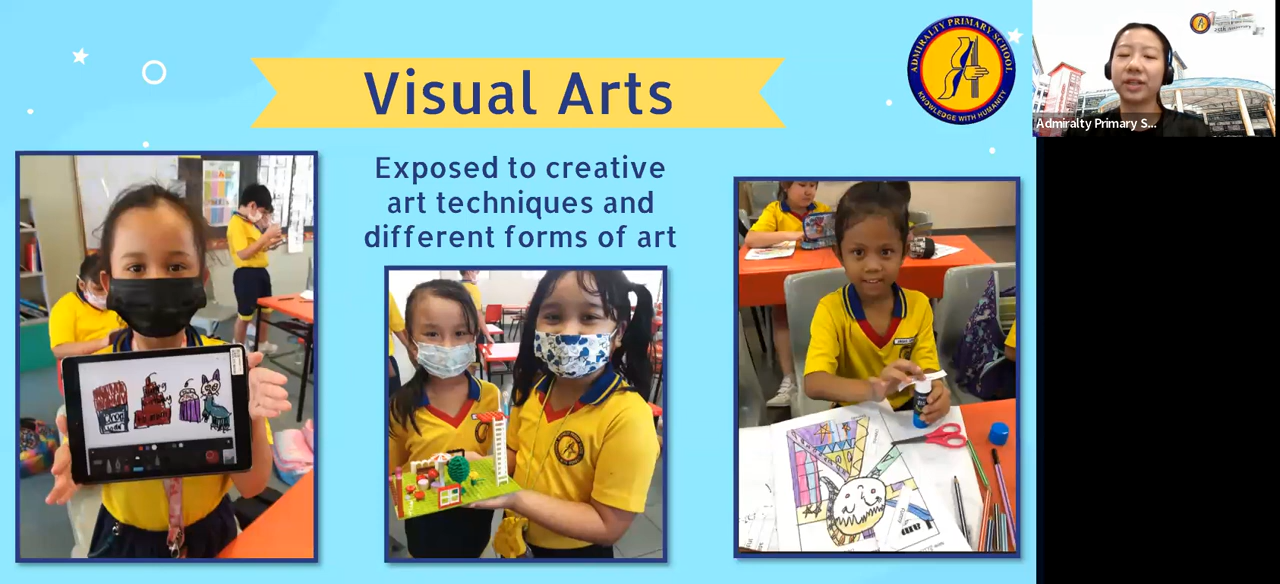 Visual Arts
Exposed to creative
art techniques and
different forms of art
ADMIRALTY PRIMARY SCHOOL
KNOWLEDGE WITH HUMANITY
Admiralty Primary S...